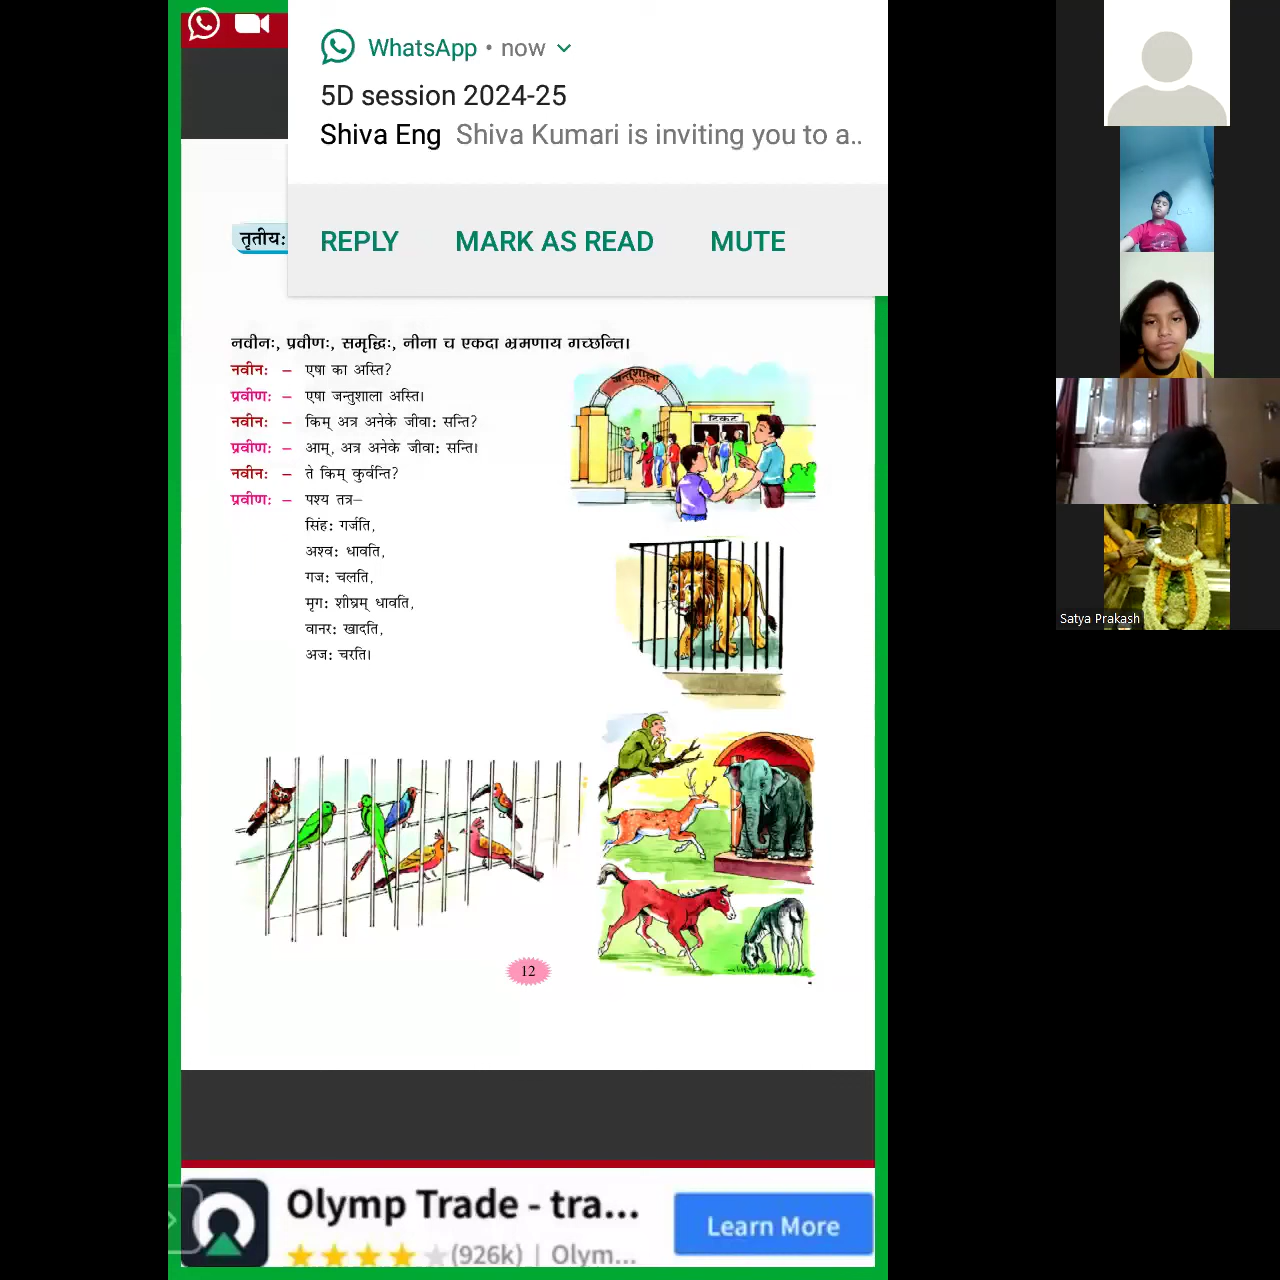 WhatsApp • now
5D session 2024-25
Shiva Eng Shiva Kumari is inviting you to a..
REPLY MARK AS READ MUTE
तृतीय:
नवीनः, प्रवीणः, समृद्धिः, नीना च एकदा भ्रमणाय गच्छन्ति।
नवीन: – एषा का अस्ति?
प्रवीण: – एषा जन्तुशाला अस्ति।
नवीन: – किम् अत्र अनेके जीवा: सन्ति?
प्रवीण: – आम्, अत्र अनेके जीवा: सन्ति।
नवीन: – ते किम् कुर्वन्ति?
प्रवीण: – पश्य तत्र–
सिंह: गर्जति,
अश्व: धावति,
गज: चलति,
मृग: शीघ्रम् धावति,
वानर: खादति,
अज: चरति।
जन्तुशाला
टिकट
12
Satya Prakash
Olymp Trade - tra...
(926k) | Olym...
Learn More